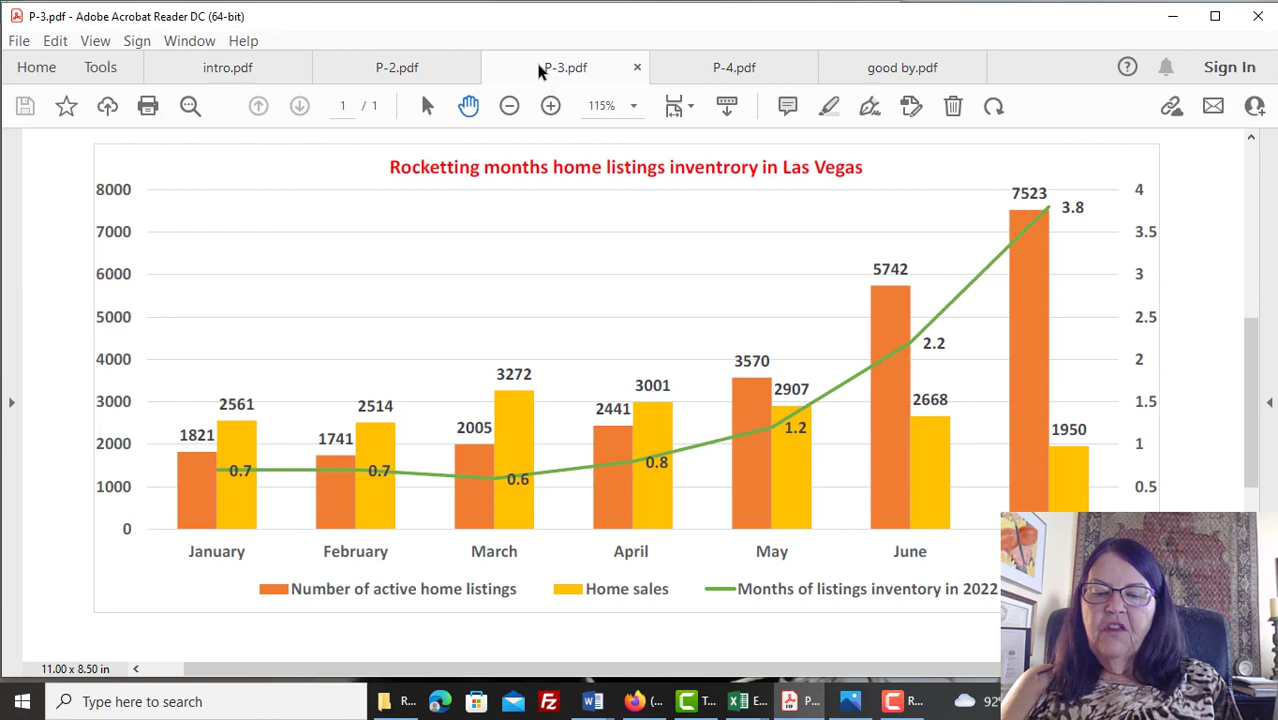 P-3.pdf - Adobe Acrobat Reader DC (64-bit)
File Edit View Sign Window Help
Home Tools intro.pdf P-2.pdf P-3.pdf × P-4.pdf good by.pdf Sign In
1 / 1 115%
Rocketting months home listings inventrory in Las Vegas
8000 7523 4
3.8
7000 3.5
6000 5742 3
5000 2.5
2.2
4000 3570 2
3272 3001 2907
3000 2668 1.5
2561 2514 2441 1950
1821 1741 2005 1.2
2000 1
0.7 0.7 0.6 0.8
1000 0.5
0
January February March April May June
Number of active home listings Home sales Months of listings inventory in 2022
11.00 x 8.50 in
Type here to search R... (... T... E... P... R... 92°